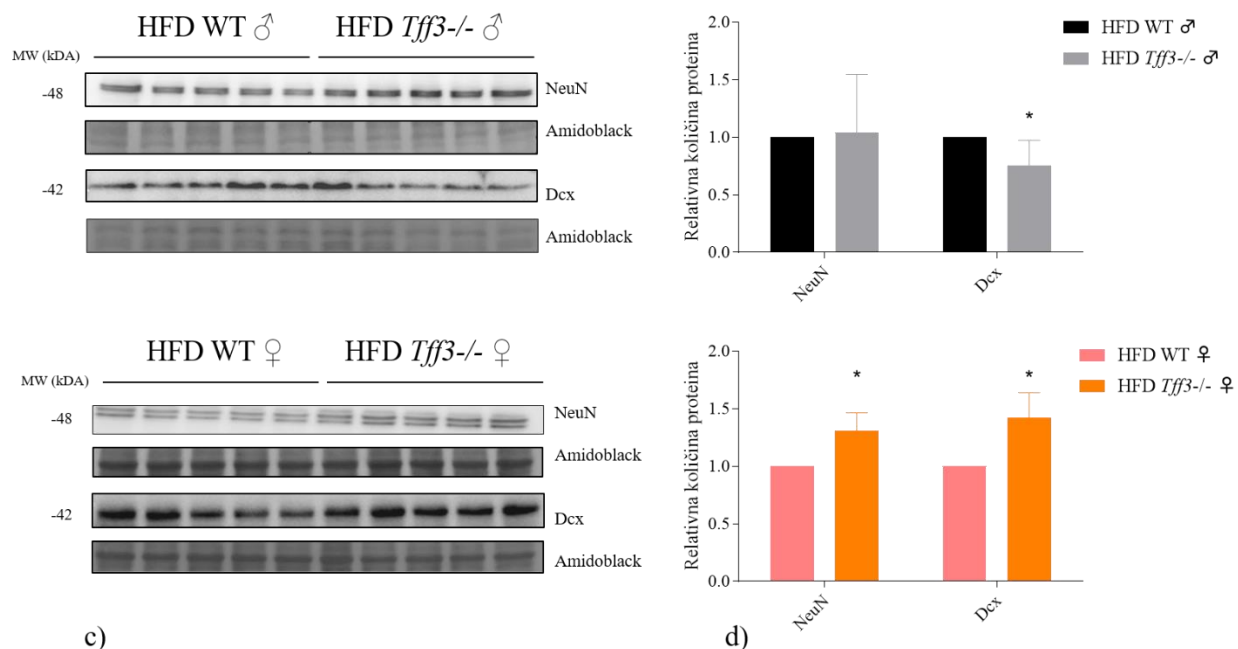 HFD WT ♂ HFD Tff3-/- ♂
MW (kDA)
-48 NeuN
Amidoblack
-42 Dcx
Amidoblack
HFD WT ♂
HFD Tff3-/- ♂
Relativna količina proteina
2.0
1.5
1.0
0.5
0.0
*
NeuN Dcx
HFD WT ♀ HFD Tff3-/- ♀
MW (kDA)
-48 NeuN
Amidoblack
-42 Dcx
Amidoblack
HFD WT ♀
HFD Tff3-/- ♀
Relativna količina proteina
2.0
1.5
1.0
0.5
0.0
* *
NeuN Dcx
c) d)